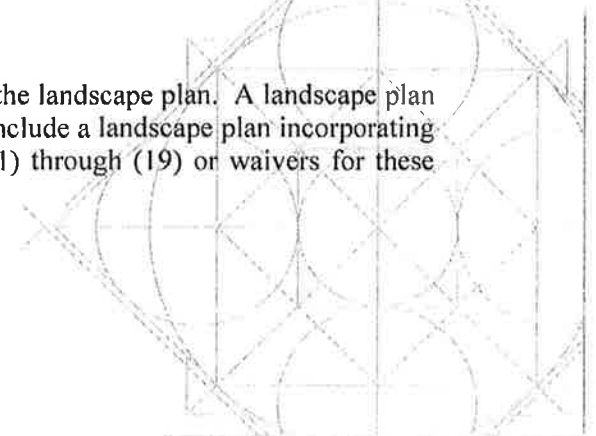 the landscape plan. A landscape plan
nclude a landscape plan incorporating
1) through (19) or waivers for these